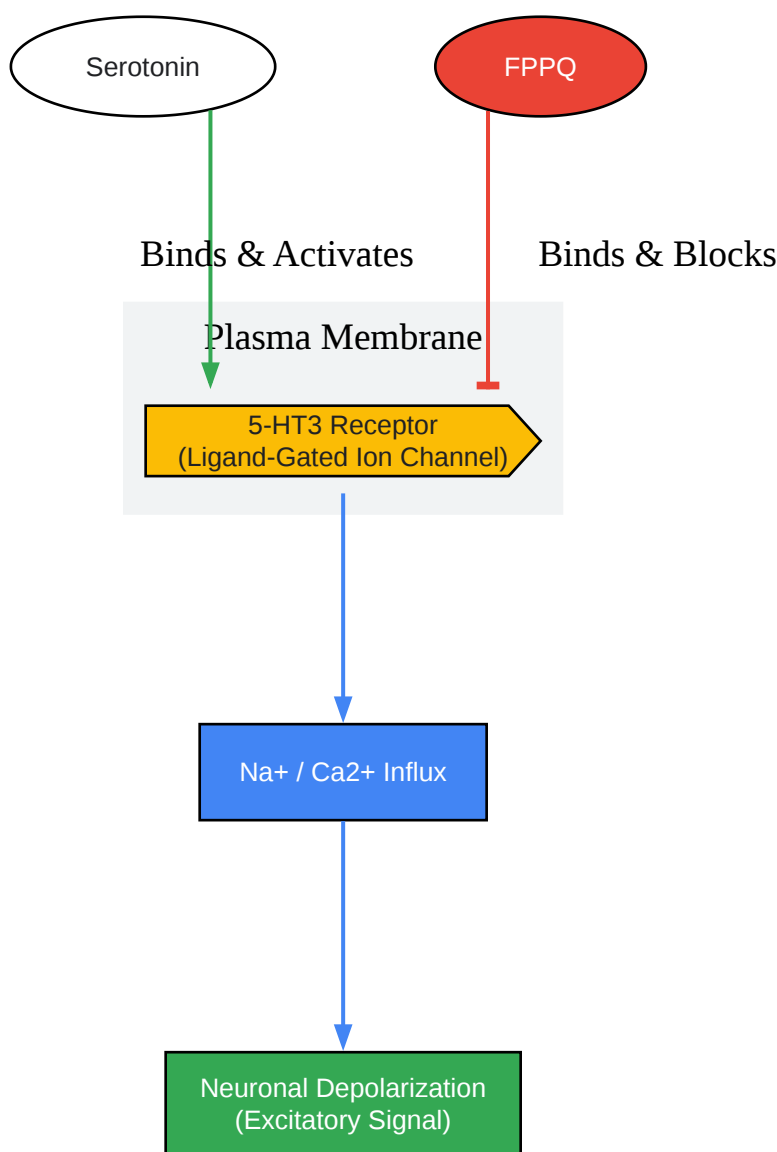 Serotonin
FPPQ
Binds & Activates
Binds & Blocks
Plasma Membrane
5-HT3 Receptor
(Ligand-Gated Ion Channel)
Na+ / Ca2+ Influx
Neuronal Depolarization
(Excitatory Signal)